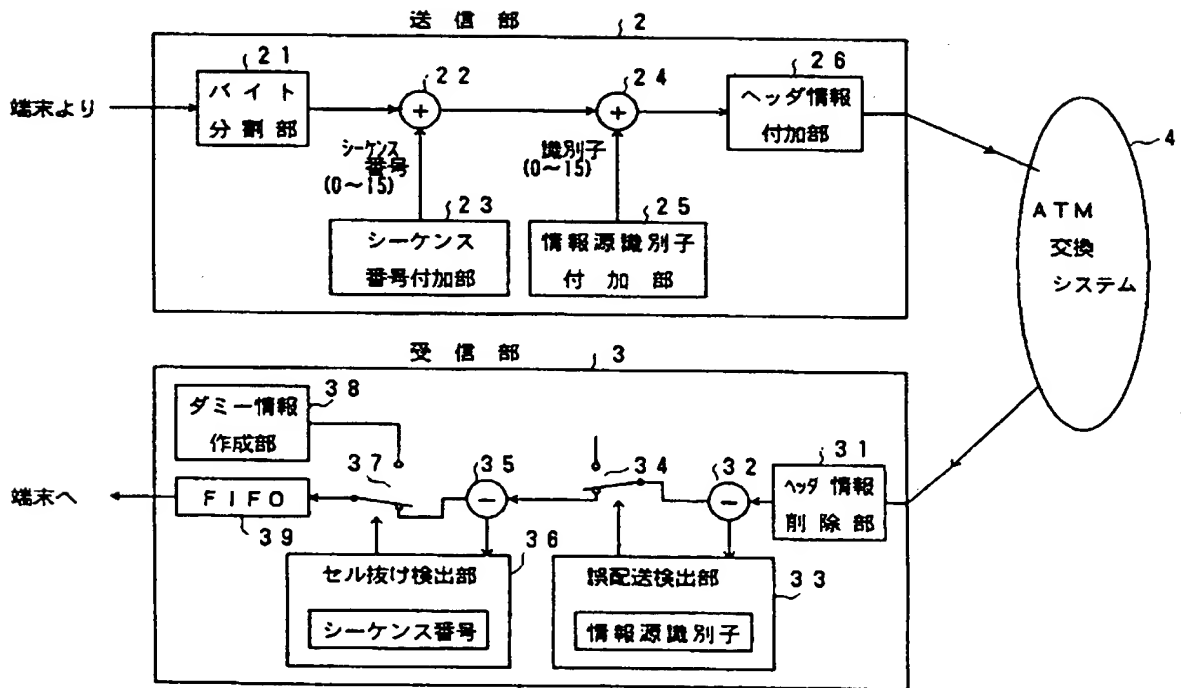 送信部 2
21
バイト
分割部
端末より
22
シーケンス
番号
(0～15)
23
シーケンス
番号付加部
24
識別子
(0～15)
25
情報源識別子
付加部
26
ヘッダ情報
付加部
4
ATM
交換
システム
受信部 3
38
ダミー情報
作成部
37
35
34
32
31
ヘッダ情報
削除部
端末へ
FIFO
39
36
セル抜け検出部
シーケンス番号
33
誤配送検出部
情報源識別子